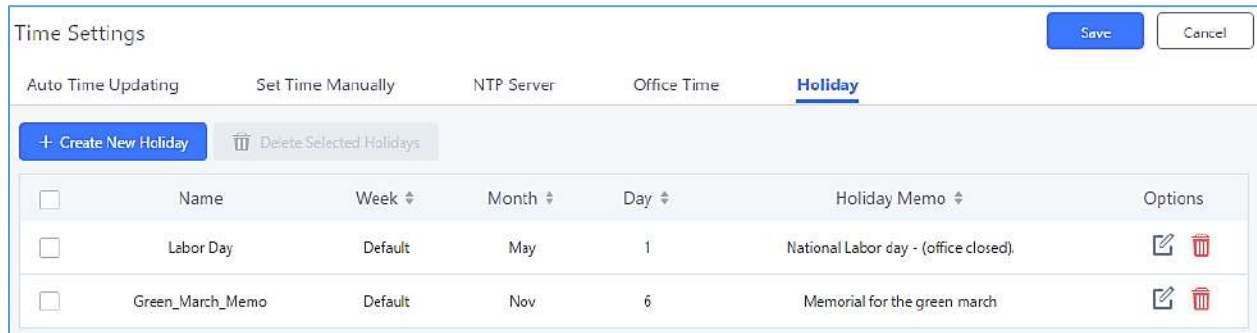 Time Settings Save Cancel
Auto Time Updating Set Time Manually NTP Server Office Time Holiday
+ Create New Holiday Delete Selected Holidays
Name Week Month Day Holiday Memo Options
Labor Day Default May 1 National Labor day - (office closed).
Green_March_Memo Default Nov 6 Memorial for the green march